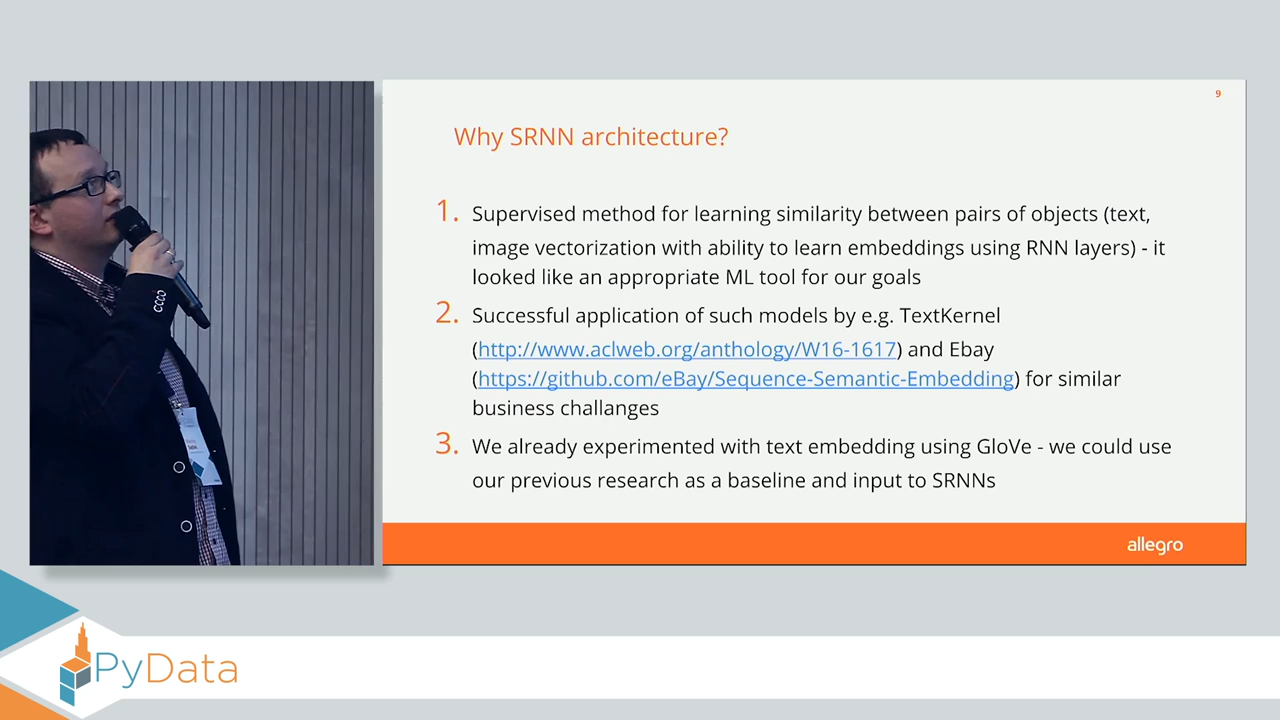 9
Why SRNN architecture?
1. Supervised method for learning similarity between pairs of objects (text,
image vectorization with ability to learn embeddings using RNN layers) - it
looked like an appropriate ML tool for our goals
2. Successful application of such models by e.g. TextKernel
(http://www.aclweb.org/anthology/W16-1617) and Ebay
(https://github.com/eBay/Sequence-Semantic-Embedding) for similar
business challanges
3. We already experimented with text embedding using GloVe - we could use
our previous research as a baseline and input to SRNNs
allegro
PyData